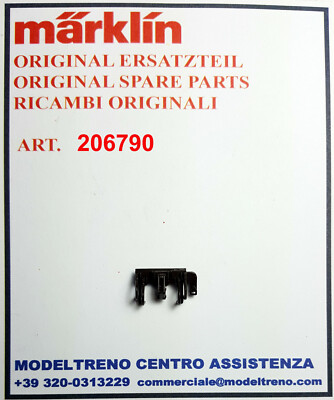 märklin
ORIGINAL ERSATZTEIL
ORIGINAL SPARE PARTS
RICAMBI ORIGINALI
ART. 206790
MODELTRENO CENTRO ASSISTENZA
+39 320-0313229 commerciale@modeltreno.com